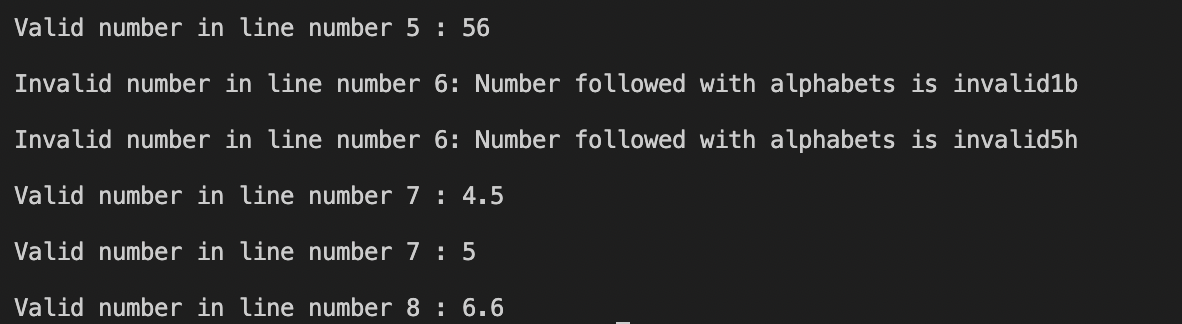 Valid number in line number 5 : 56
Invalid number in line number 6: Number followed with alphabets is invalid1b
Invalid number in line number 6: Number followed with alphabets is invalid5h
Valid number in line number 7 : 4.5
Valid number in line number 7 : 5
Valid number in line number 8 : 6.6